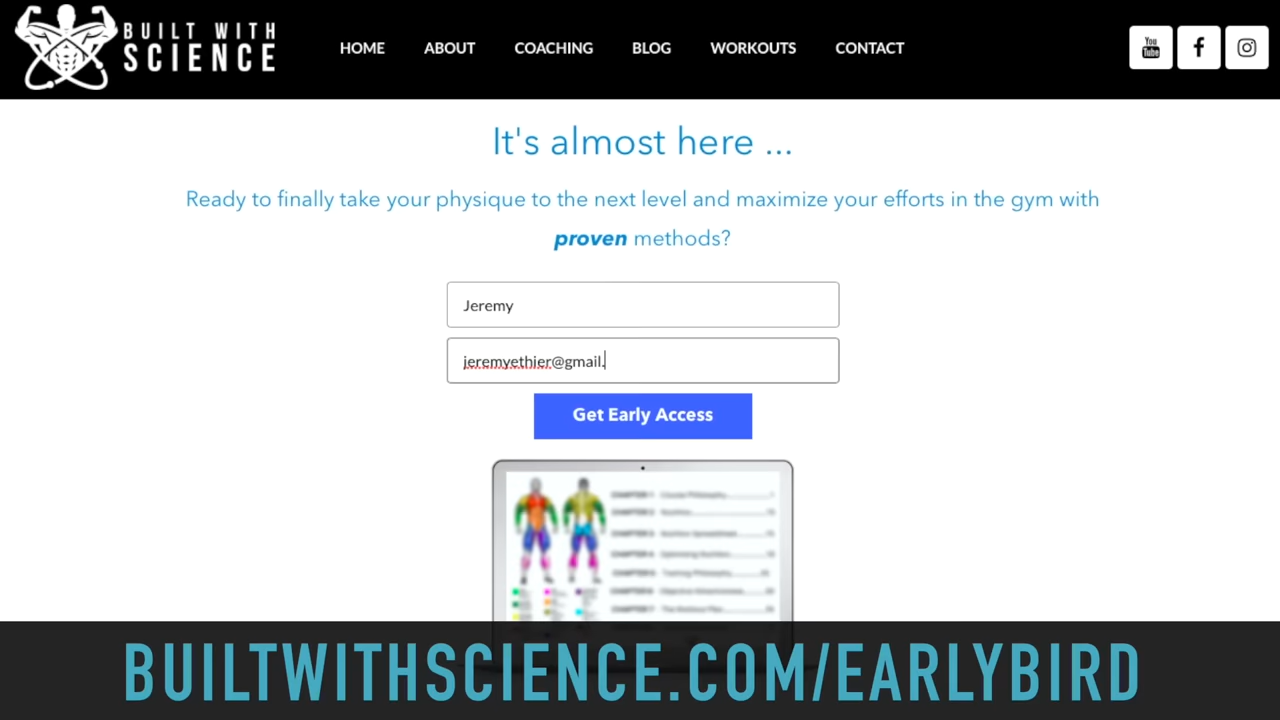 BUILT WITH
SCIENCE
HOME ABOUT COACHING BLOG WORKOUTS CONTACT
You
Tube
It's almost here ...
Ready to finally take your physique to the next level and maximize your efforts in the gym with
proven methods?
Jeremy
jeremyethier@gmail.
Get Early Access
BUILTWITHSCIENCE.COM/EARLYBIRD